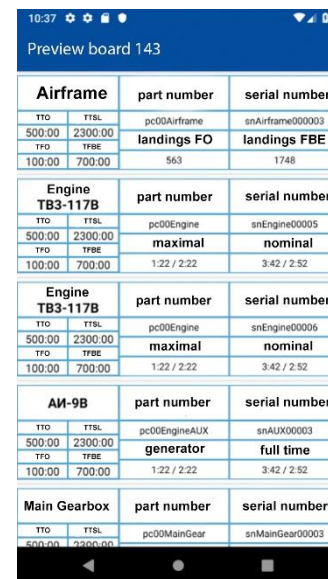 10:37
Preview board 143
Airframe part number serial number
TTO TTSL pc00Airframe snAirframe000003
500:00 2300:00 landings FO landings FBE
TFO TFBE
100:00 700:00 563 1748
Engine
ТВ3-117В part number serial number
TTO TTSL pc00Engine snEngine00005
500:00 2300:00 maximal nominal
TFO TFBE
100:00 700:00 1:22 / 2:22 3:42 / 2:52
Engine
ТВ3-117В part number serial number
TTO TTSL pc00Engine snEngine00006
500:00 2300:00 maximal nominal
TFO TFBE
100:00 700:00 1:22 / 2:22 3:42 / 2:52
АИ-9В part number serial number
TTO TTSL pc00EngineAUX snAUX00003
500:00 2300:00 generator full time
TFO TFBE
100:00 700:00 1:22 / 2:22 3:42 / 2:52
Main Gearbox part number serial number
TTO TTSL pc00MainGear snMainGear00003
500:00 2300:00